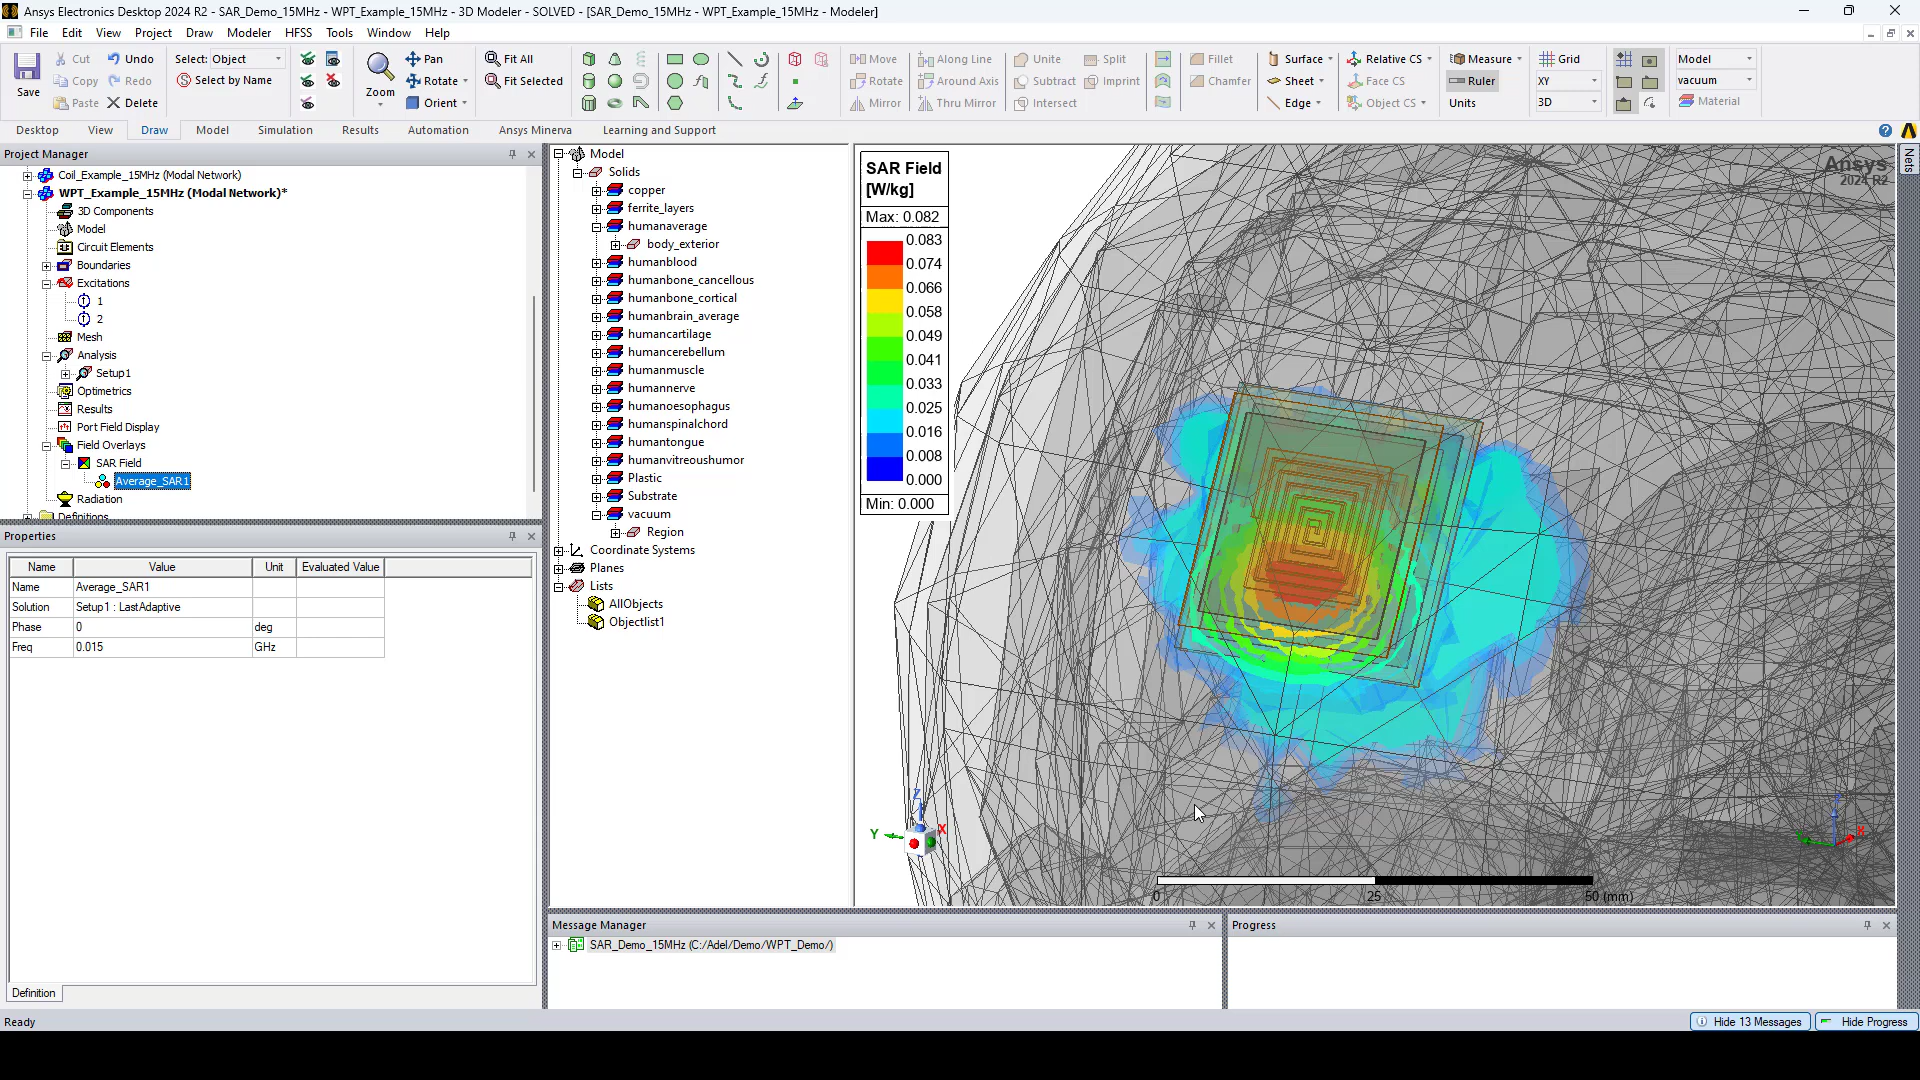 Ansys Electronics Desktop 2024 R2 - SAR_Demo_15MHz - WPT_Example_15MHz - 3D Modeler - SOLVED - [SAR_Demo_15MHz - WPT_Example_15MHz - Modeler]
File Edit View Project Draw Modeler HFSS Tools Window Help
Save
Cut
Copy
Paste
Undo
Redo
Delete
Select: Object
Select by Name
Zoom
Pan
Rotate
Orient
Fit All
Fit Selected
Move
Rotate
Mirror
Along Line
Around Axis
Thru Mirror
Unite
Subtract
Intersect
Split
Imprint
Fillet
Chamfer
Surface
Sheet
Edge
Relative CS
Face CS
Object CS
Measure
Ruler
Units
Grid
XY
3D
Model
vacuum
Material
Desktop View Draw Model Simulation Results Automation Ansys Minerva Learning and Support
Project Manager
Coil_Example_15MHz (Modal Network)
WPT_Example_15MHz (Modal Network)*
3D Components
Model
Circuit Elements
Boundaries
Excitations
1
2
Mesh
Analysis
Setup1
Optimetrics
Results
Port Field Display
Field Overlays
SAR Field
Average_SAR1
Radiation
Definitions
Properties
Name Value Unit Evaluated Value
Name Average_SAR1
Solution Setup1 : LastAdaptive
Phase 0 deg
Freq 0.015 GHz
Definition
Model
Solids
copper
ferrite_layers
humanaverage
body_exterior
humanblood
humanbone_cancellous
humanbone_cortical
humanbrain_average
humancartilage
humancerebellum
humanmuscle
humannerve
humanoesophagus
humanspinalchord
humantongue
humanvitreoushumor
Plastic
Substrate
vacuum
Region
Coordinate Systems
Planes
Lists
AllObjects
Objectlist1
SAR Field
[W/kg]
Max: 0.082
0.083
0.074
0.066
0.058
0.049
0.041
0.033
0.025
0.016
0.008
0.000
Min: 0.000
Ansys
2024 R2
Nets
Z
Y
X
0 25 50 (mm)
Message Manager
SAR_Demo_15MHz (C:/Adel/Demo/WPT_Demo/)
Progress
Ready
Hide 13 Messages
Hide Progress